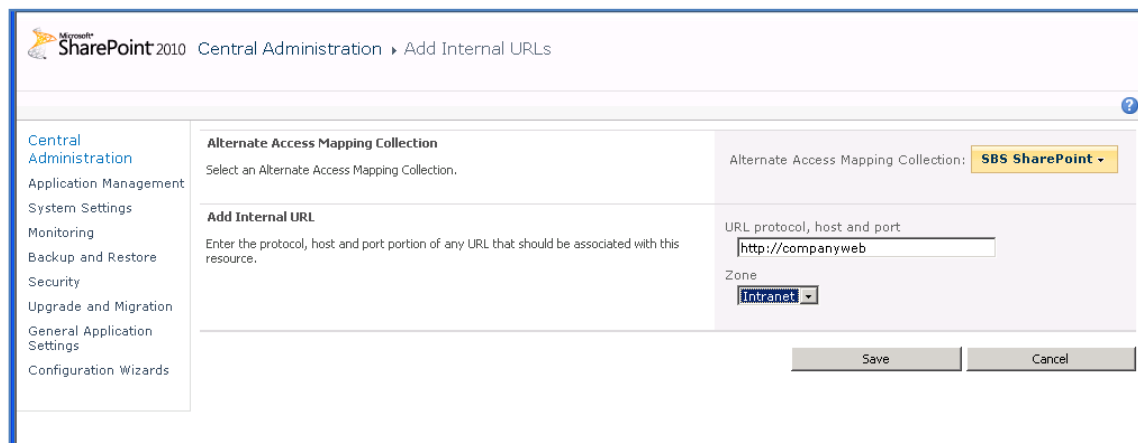 Microsoft®
SharePoint 2010 Central Administration ▸ Add Internal URLs
Central
Administration
Application Management
System Settings
Monitoring
Backup and Restore
Security
Upgrade and Migration
General Application
Settings
Configuration Wizards
Alternate Access Mapping Collection
Select an Alternate Access Mapping Collection.
Alternate Access Mapping Collection: SBS SharePoint
Add Internal URL
Enter the protocol, host and port portion of any URL that should be associated with this
resource.
URL protocol, host and port
http://companyweb
Zone
Intranet
Save Cancel